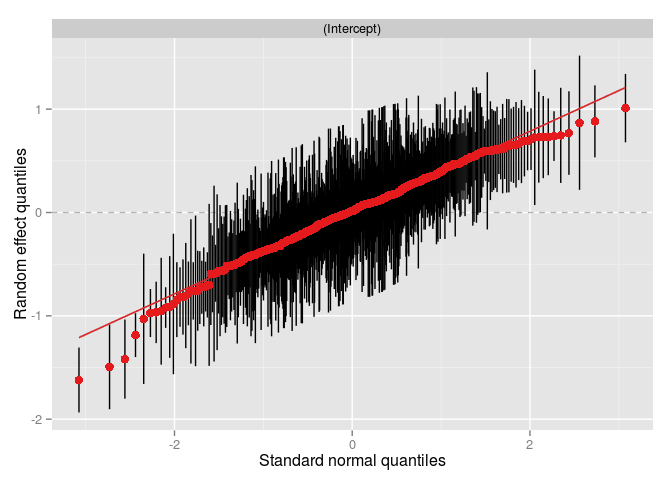 (Intercept)
Random effect quantiles
1
0
-1
-2
-2
0
2
Standard normal quantiles